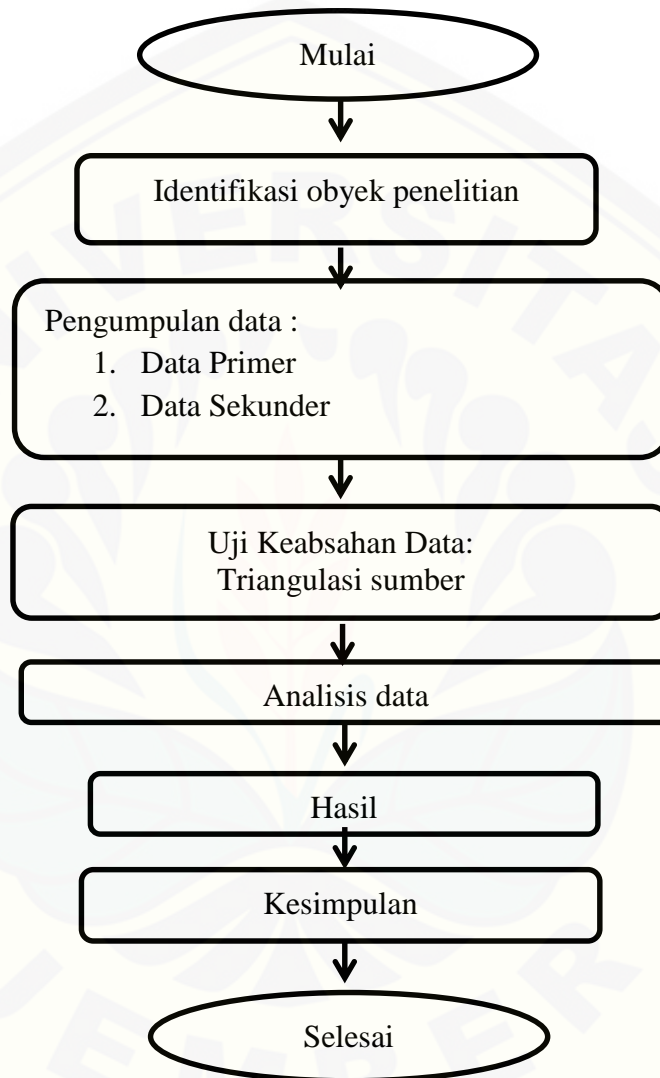 Mulai
Identifikasi obyek penelitian
Pengumpulan data :
1. Data Primer
2. Data Sekunder
Uji Keabsahan Data:
Triangulasi sumber
Analisis data
Hasil
Kesimpulan
Selesai